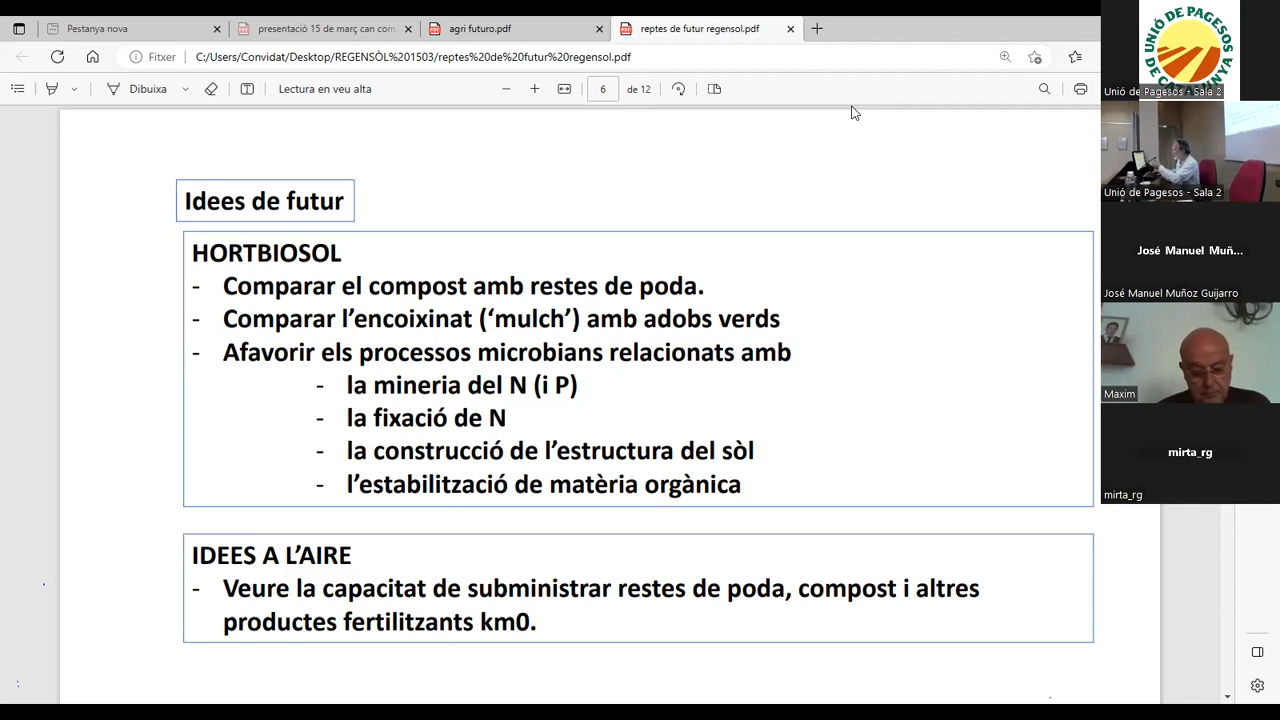 Pestanya nova
presentació 15 de març can com
agri futuro.pdf
reptes de futur regensol.pdf
Fitxer
C:/Users/Convidat/Desktop/REGENSÒL%201503/reptes%20de%20futur%20regensol.pdf
Dibuixa
Lectura en veu alta
6
de 12
Idees de futur
HORTBIOSOL
- Comparar el compost amb restes de poda.
- Comparar l’encoixinat (‘mulch’) amb adobs verds
- Afavorir els processos microbians relacionats amb
- la mineria del N (i P)
- la fixació de N
- la construcció de l’estructura del sòl
- l’estabilització de matèria orgànica
IDEES A L’AIRE
- Veure la capacitat de subministrar restes de poda, compost i altres
productes fertilitzants km0.
UNIÓ DE PAGESOS
DE CATALUNYA
Unió de Pagesos - Sala 2
Unió de Pagesos - Sala 2
José Manuel Muñ...
José Manuel Muñoz Guijarro
Maxim
mirta_rg
mirta_rg